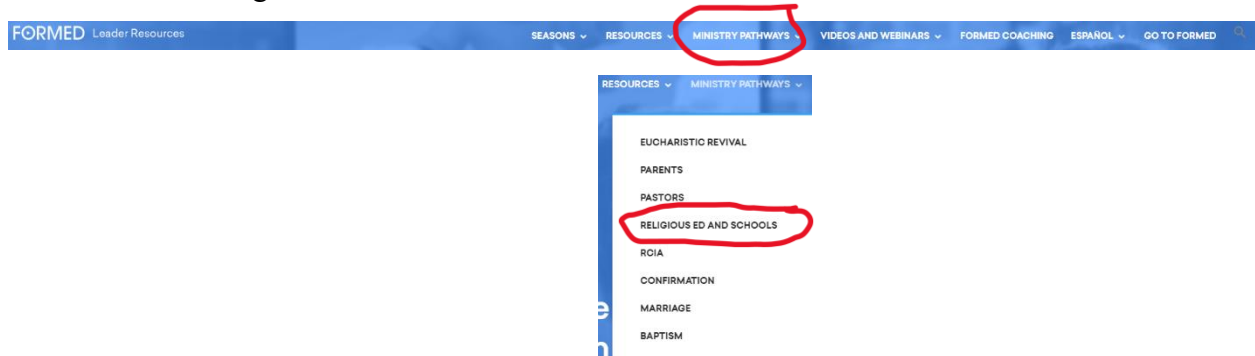 FORMED Leader Resources SEASONS RESOURCES MINISTRY PATHWAYS VIDEOS AND WEBINARS FORMED COACHING ESPAÑOL GO TO FORMED
RESOURCES MINISTRY PATHWAYS
EUCHARISTIC REVIVAL
PARENTS
PASTORS
RELIGIOUS ED AND SCHOOLS
RCIA
CONFIRMATION
MARRIAGE
BAPTISM